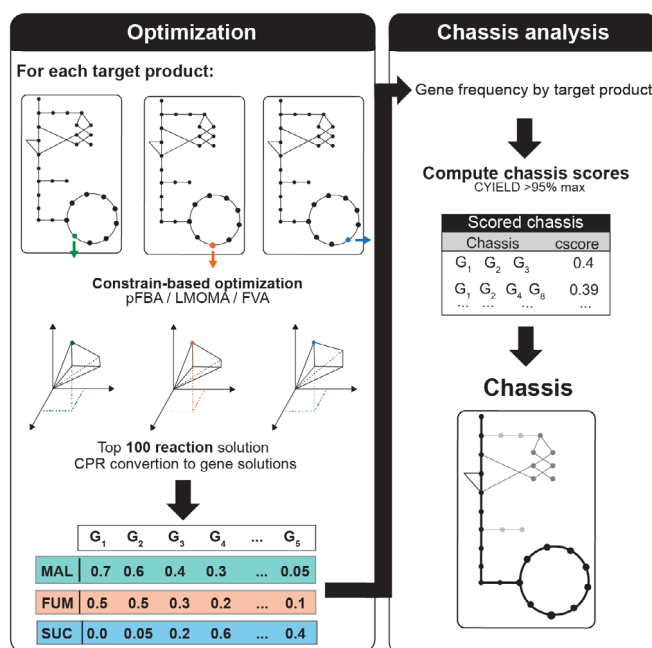 Optimization
For each target product:
Constrain-based optimization
pFBA / LMOMA / FVA
Top 100 reaction solution
CPR convertion to gene solutions
G1 G2 G3 G4 ... G5
MAL 0.7 0.6 0.4 0.3 ... 0.05
FUM 0.5 0.5 0.3 0.2 ... 0.1
SUC 0.0 0.05 0.2 0.6 ... 0.4
Chassis analysis
Gene frequency by target product
Compute chassis scores
CYIELD >95% max
Scored chassis
Chassis cscore
G1 G2 G3 0.4
G1 G2 G4 G8 0.39
... ... ... ...
Chassis